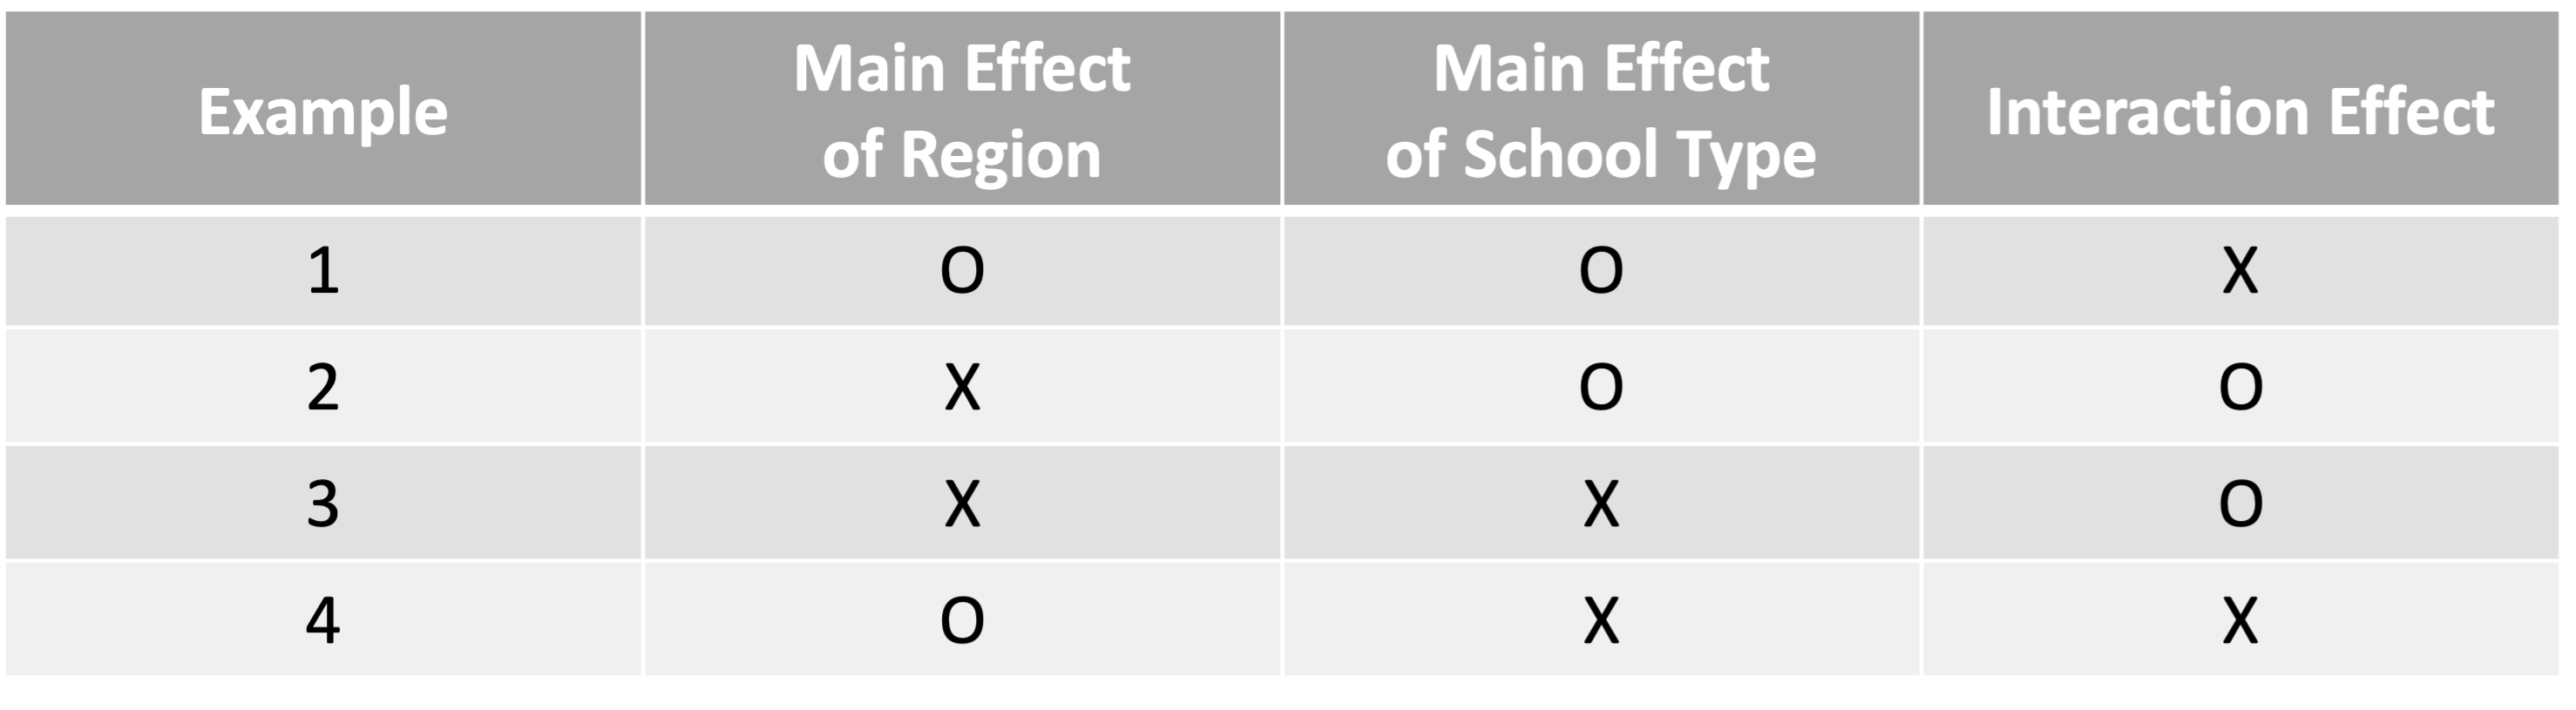 Example Main Effect of Region Main Effect of School Type Interaction Effect
1 O O X
2 X O O
3 X X O
4 O X X